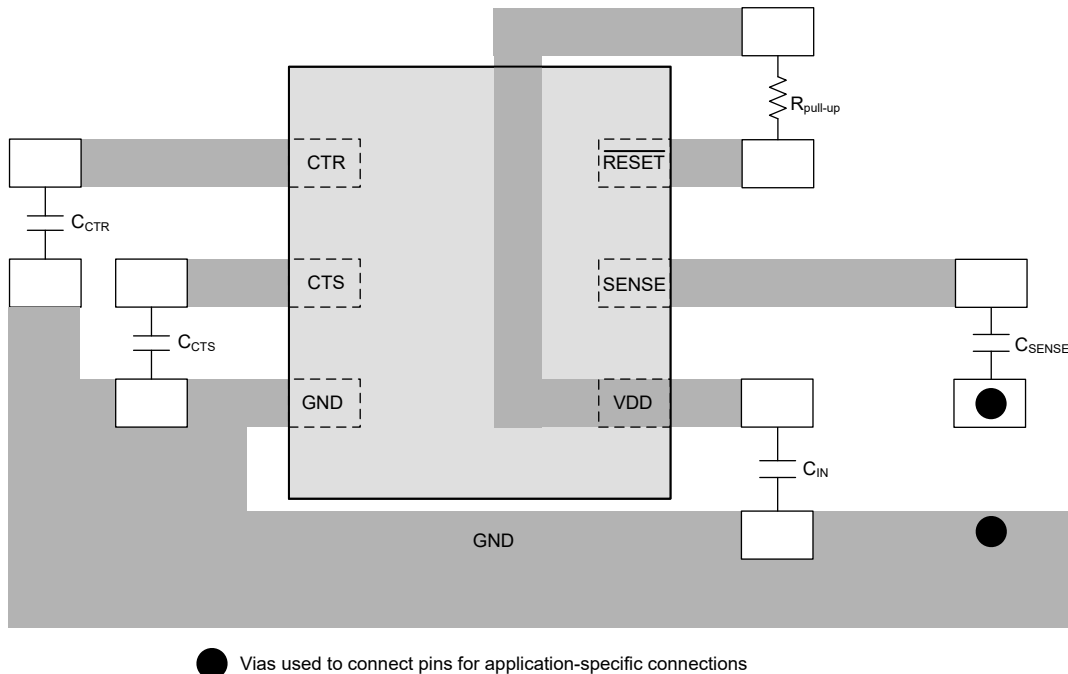 R_pull-up
CTR
RESET
C_CTR
CTS
SENSE
C_CTS
C_SENSE
GND
VDD
C_IN
GND
Vias used to connect pins for application-specific connections